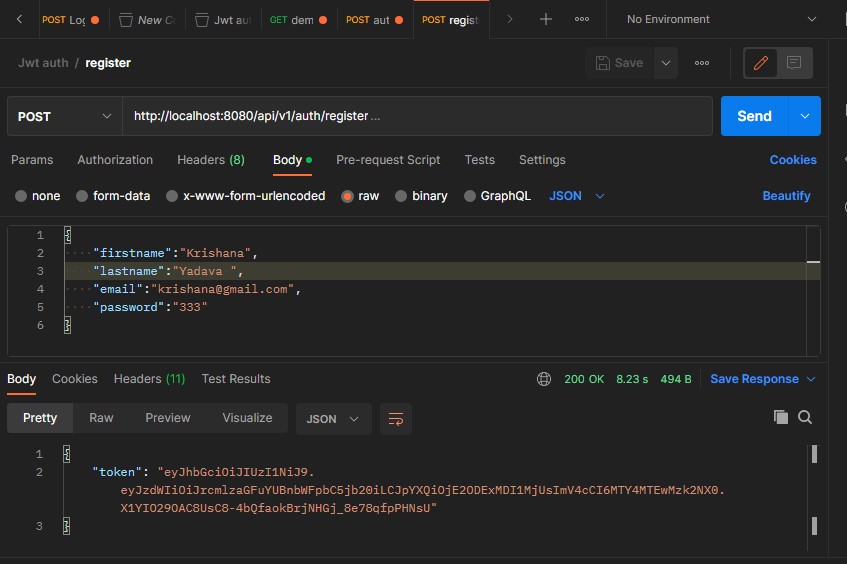 POST Log
New C
Jwt au
GET dem
POST aut
POST regist
No Environment
Jwt auth / register
Save
POST
http://localhost:8080/api/v1/auth/register ...
Send
Params Authorization Headers (8) Body Pre-request Script Tests Settings Cookies
none form-data x-www-form-urlencoded raw binary GraphQL JSON Beautify
1 {
2 "firstname":"Krishana",
3 "lastname":"Yadava ",
4 "email":"krishana@gmail.com",
5 "password":"333"
6 }
Body Cookies Headers (11) Test Results 200 OK 8.23 s 494 B Save Response
Pretty Raw Preview Visualize JSON
1 {
2 "token": "eyJhbGciOiJIUzI1NiJ9.
eyJzdWIiOiJrcmlzaGFuYUBnbWFpbC5jb20iLCJpYXQiOjE2ODExMDI1MjUsImV4cCI6MTY4MTEwMzk2NX0.
X1YIO29OAC8UsC8-4bQfaokBrjNHGj_8e78qfpPHNsU"
3 }